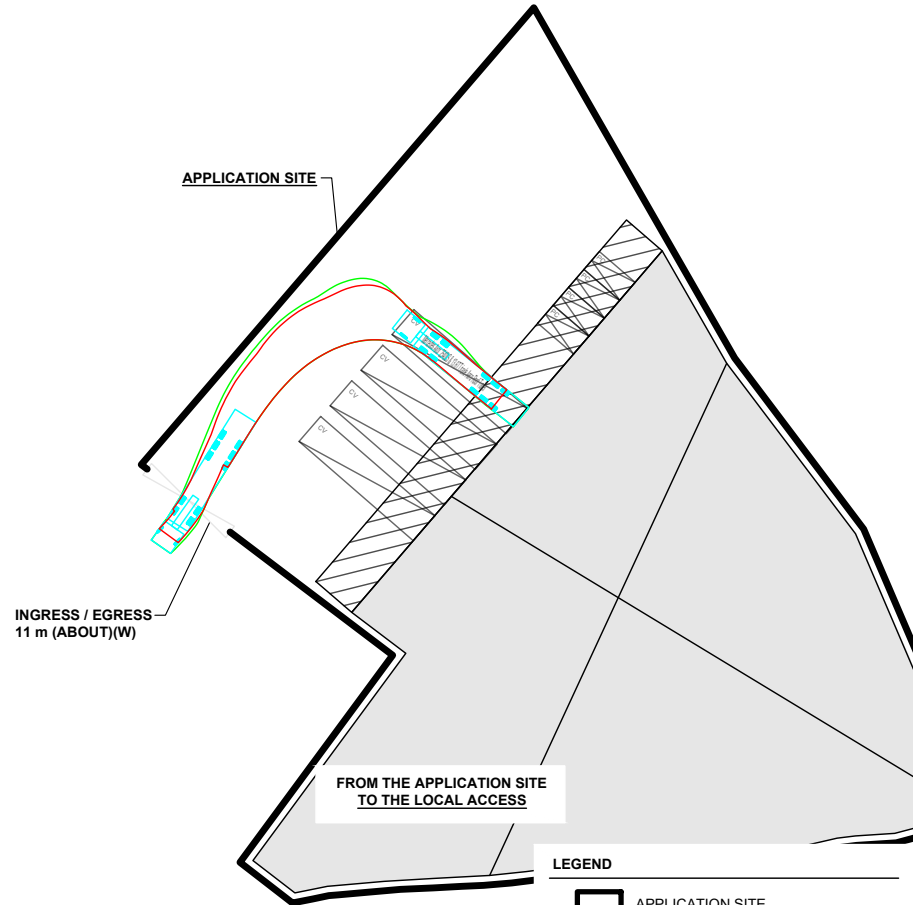 APPLICATION SITE
CV
CV
CV
CV
INGRESS / EGRESS
11 m (ABOUT)(W)
FROM THE APPLICATION SITE
TO THE LOCAL ACCESS
LEGEND
APPLICATION SITE